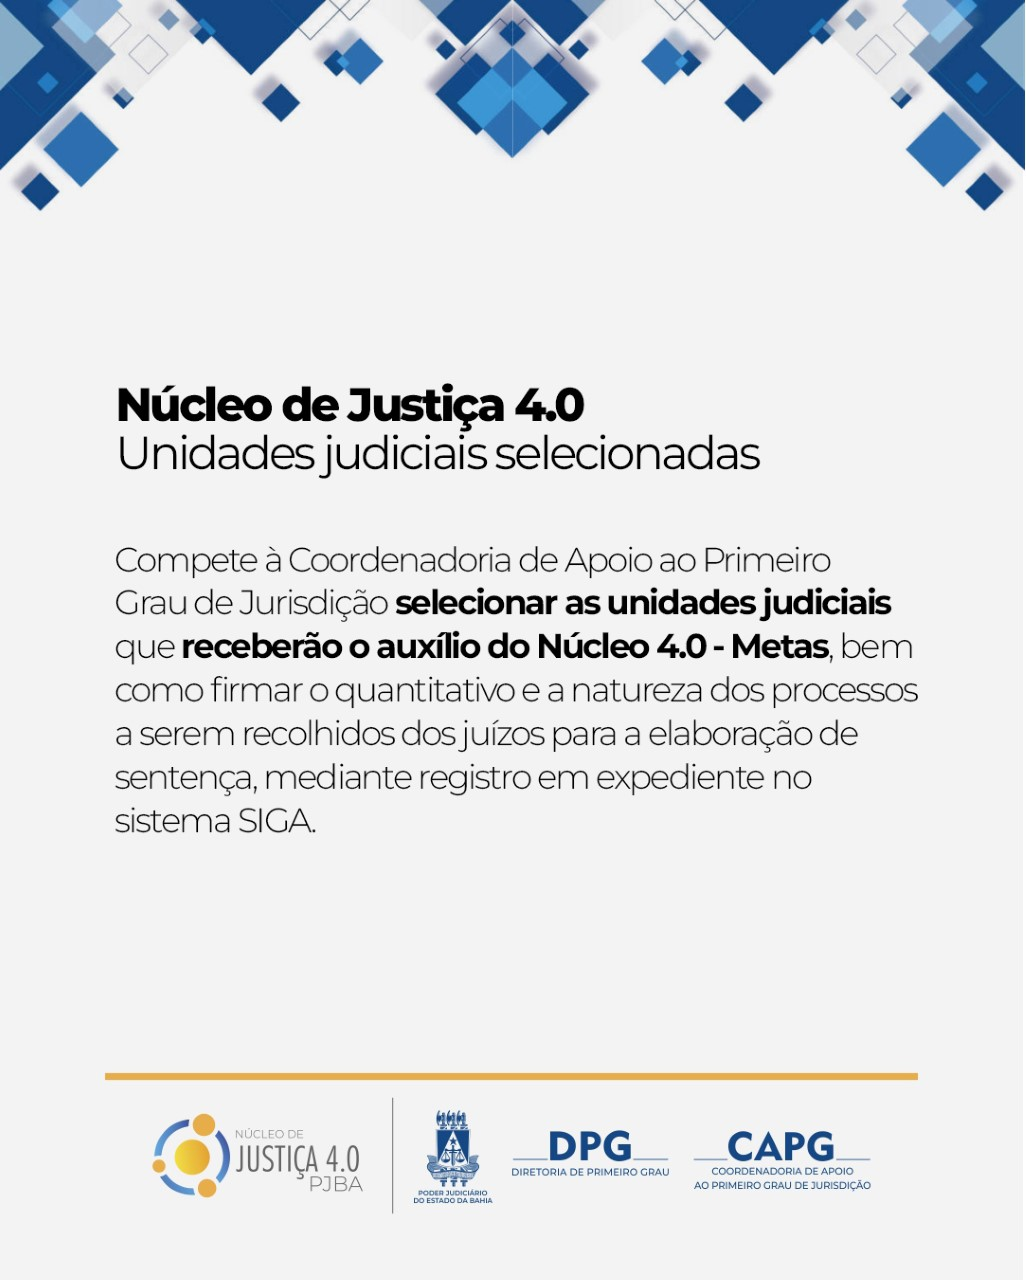 Núcleo de Justiça 4.0
Unidades judiciais selecionadas
Compete à Coordenadoria de Apoio ao Primeiro
Grau de Jurisdição selecionar as unidades judiciais
que receberão o auxílio do Núcleo 4.0 - Metas, bem
como firmar o quantitativo e a natureza dos processos
a serem recolhidos dos juízos para a elaboração de
sentença, mediante registro em expediente no
sistema SIGA.
NÚCLEO DE
JUSTIÇA 4.0
PJBA
PODER JUDICIÁRIO
DO ESTADO DA BAHIA
DPG
DIRETORIA DE PRIMEIRO GRAU
CAPG
COORDENADORIA DE APOIO
AO PRIMEIRO GRAU DE JURISDIÇÃO